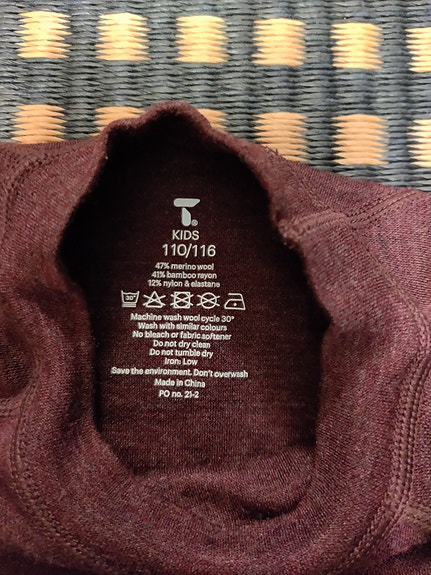 T.®
KIDS
110/116
47% merino wool
41% bamboo rayon
12% nylon & elastane
30°
Machine wash wool cycle 30°
Wash with similar colours
No bleach or fabric softener
Do not dry clean
Do not tumble dry
Iron: Low
Save the environment. Don't overwash
Made in China
PO no. 21-2